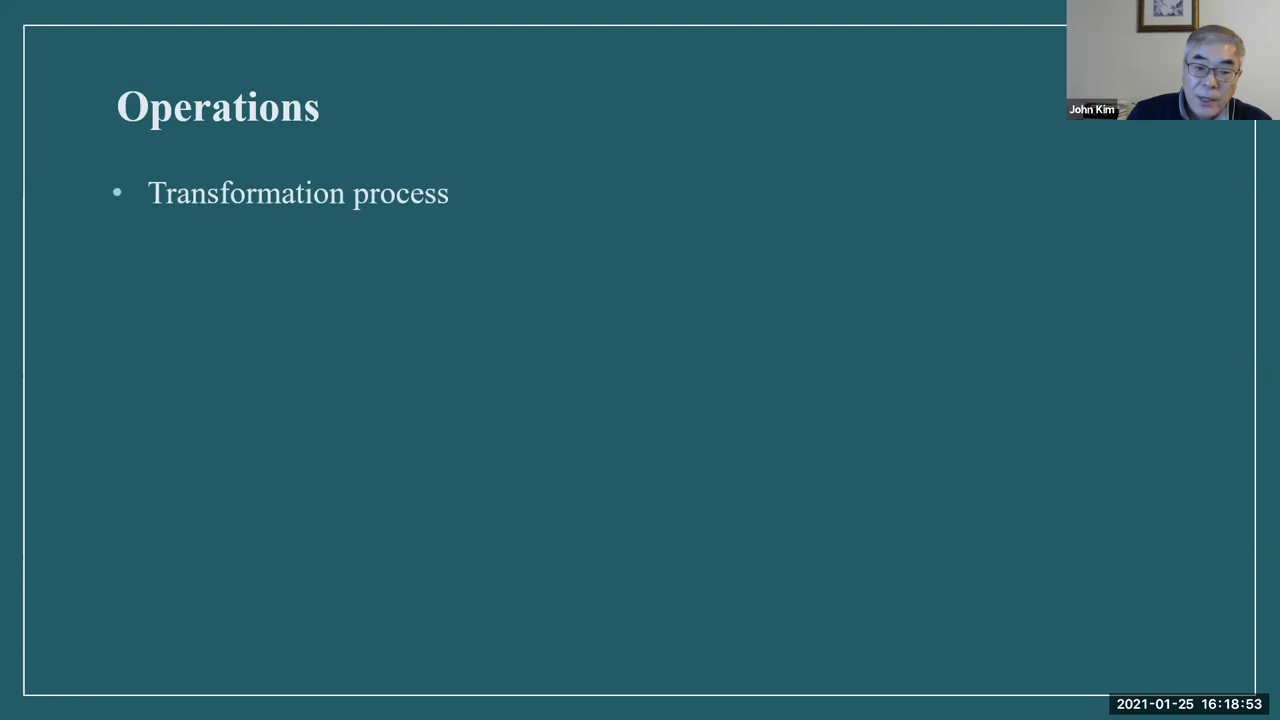 Operations
• Transformation process
John Kim
2021-01-25 16:18:53